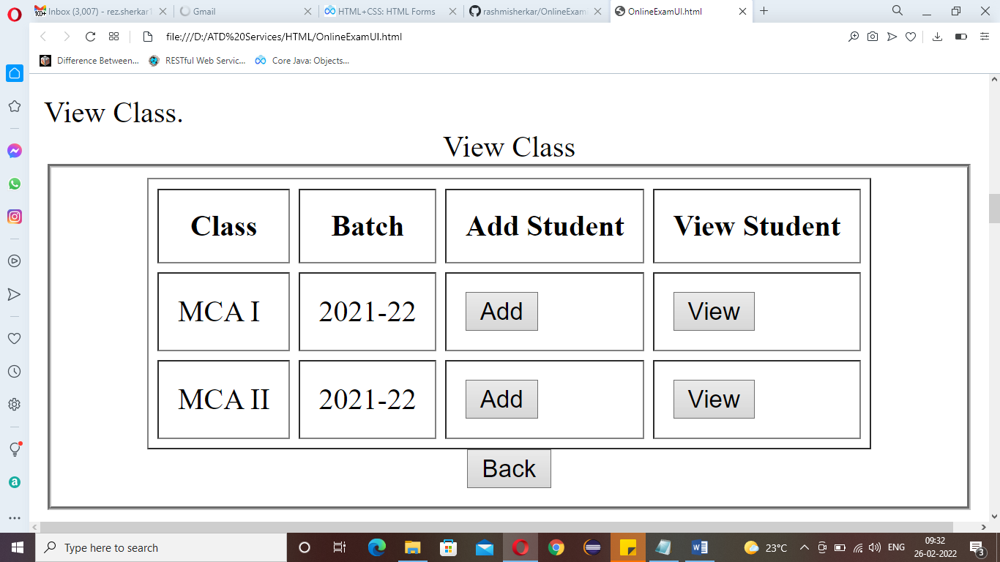 Inbox (3,007) - rez.sherkar1
Gmail
HTML+CSS: HTML Forms
rashmisherkar/OnlineExam
OnlineExamUI.html
100+
file:///D:/ATD%20Services/HTML/OnlineExamUI.html
Difference Between...
RESTful Web Servic...
Core Java: Objects...
View Class.
View Class
Class Batch Add Student View Student
MCA I 2021-22 Add View
MCA II 2021-22 Add View
Back
a
Type here to search
23°C
ENG
09:32
26-02-2022
3